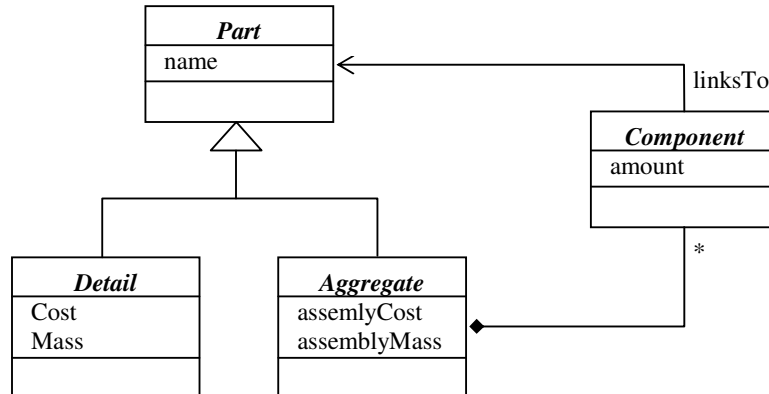 Part
name
linksTo
Component
amount
*
Detail
Cost
Mass
Aggregate
assemlyCost
assemblyMass